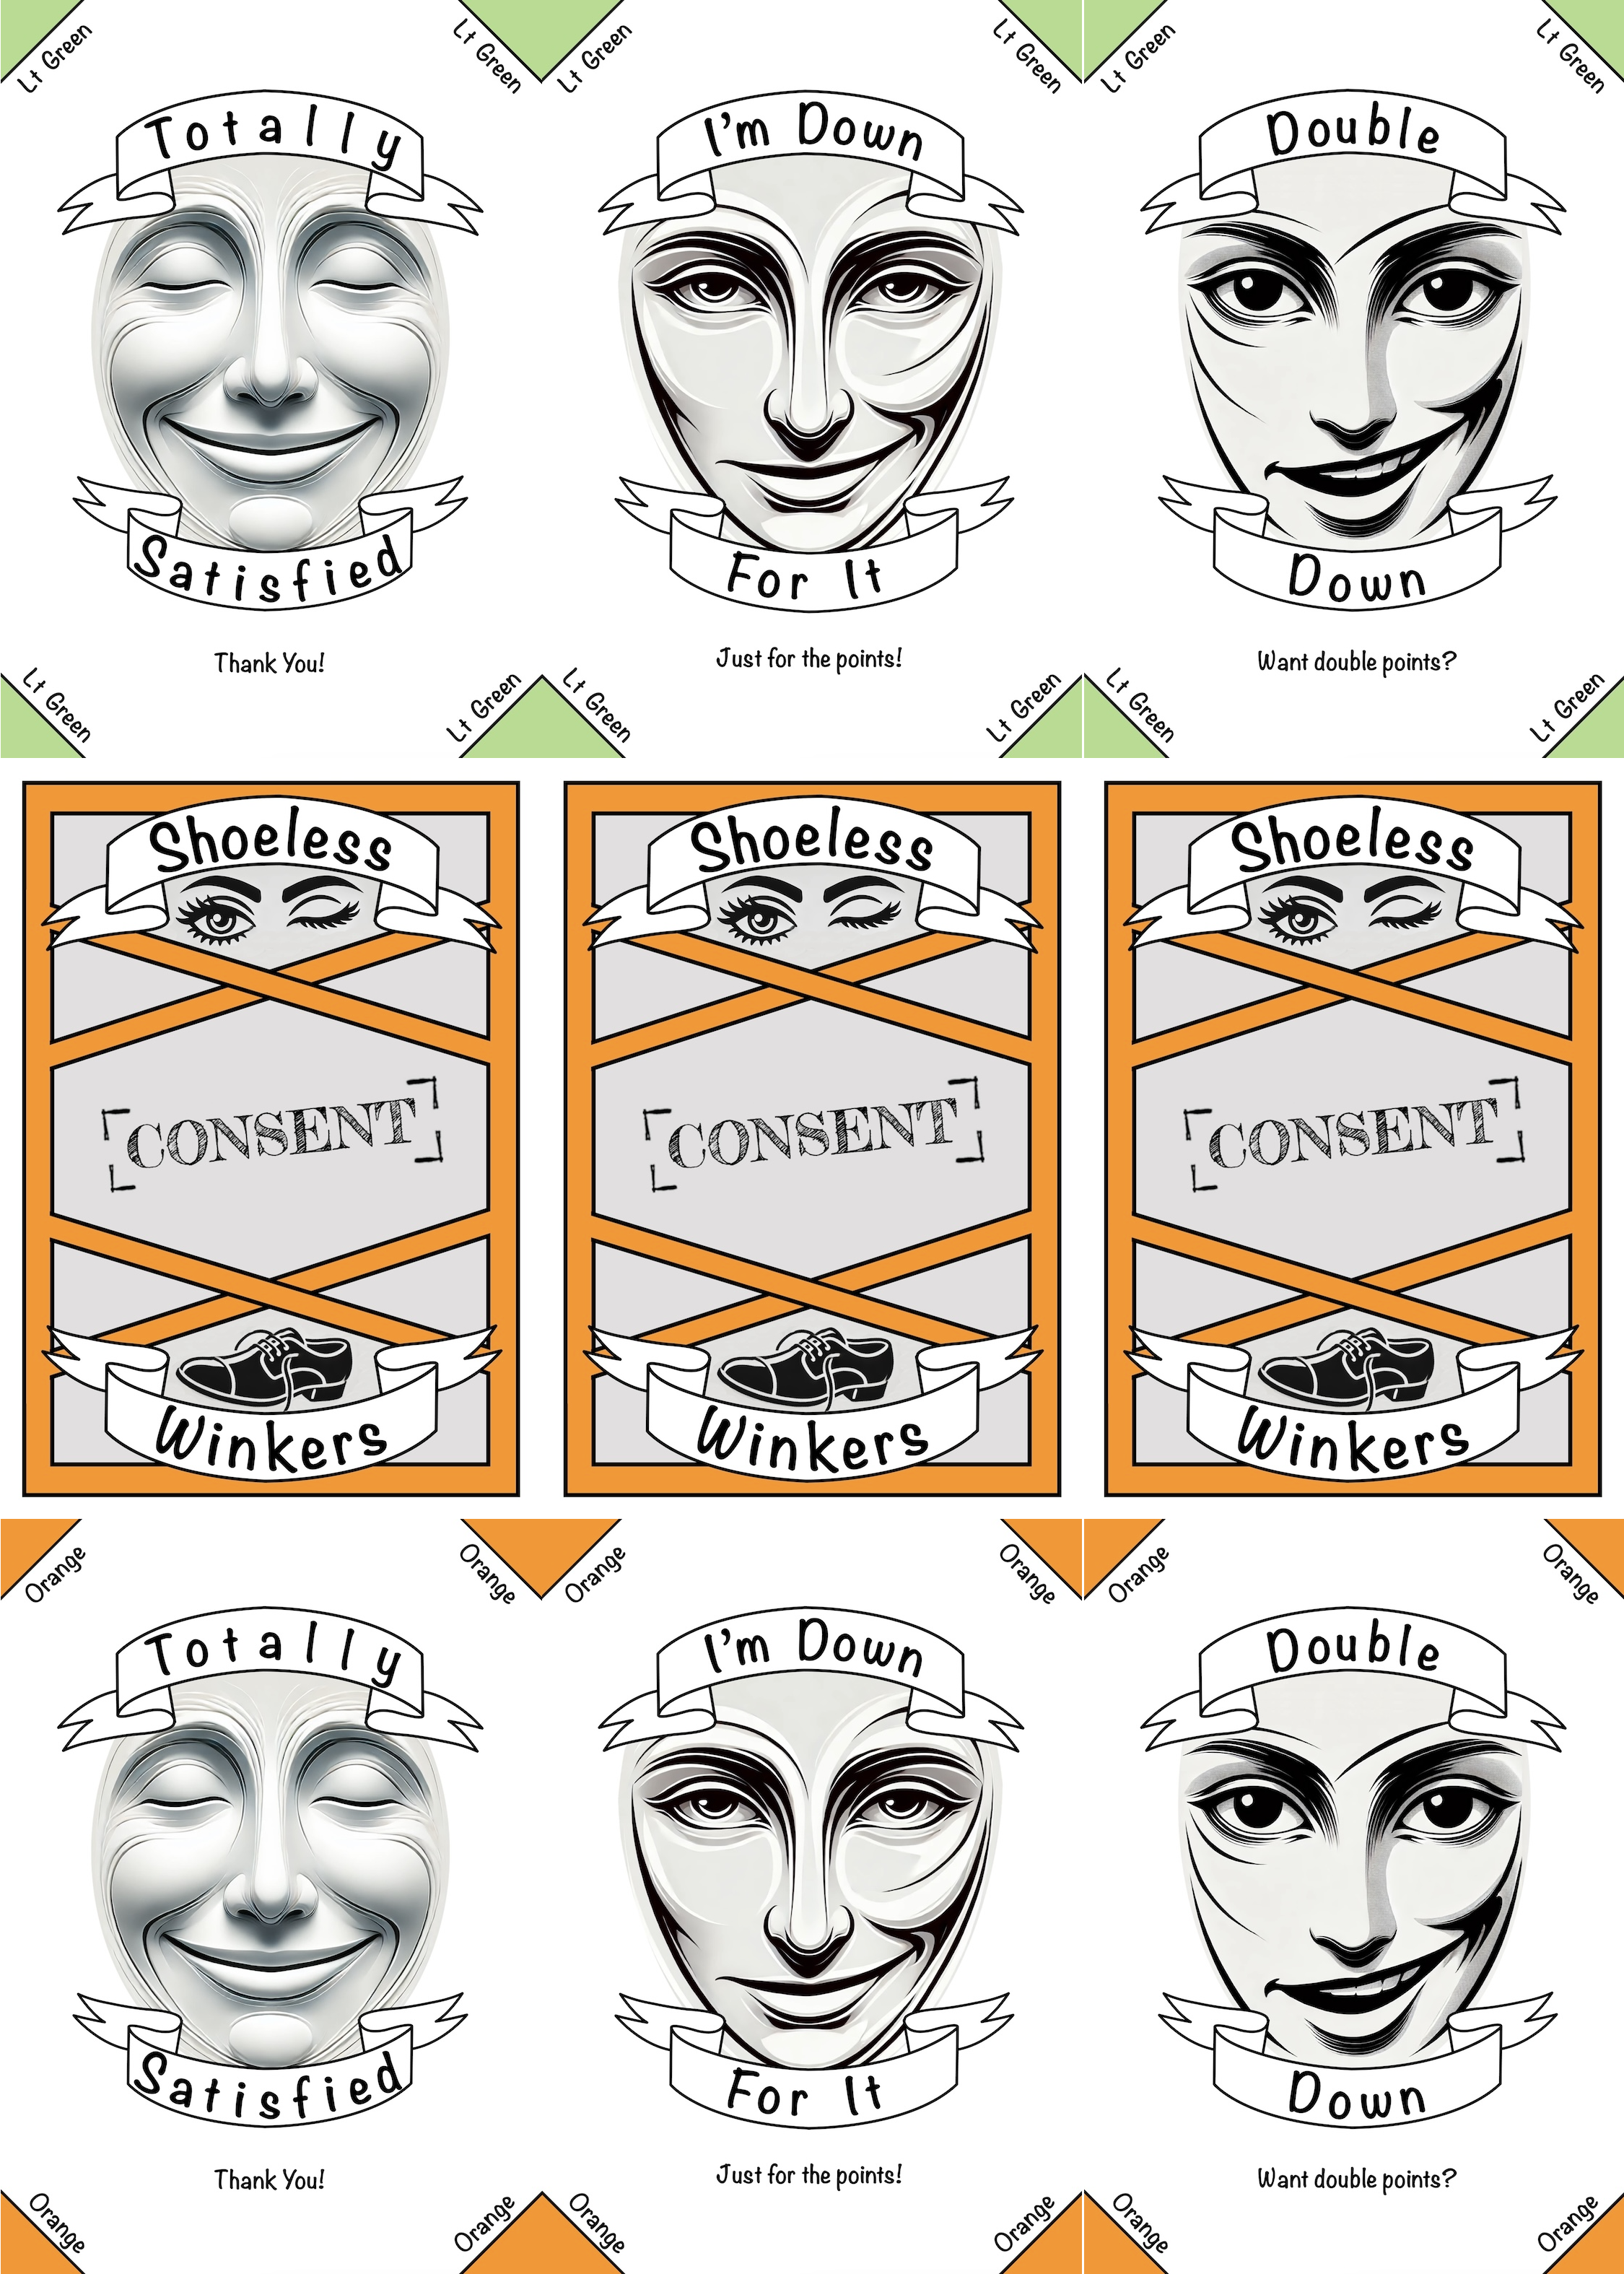 Lt Green
Lt Green
Lt Green
Lt Green
Lt Green
Lt Green
Totally
I'm Down
Double
Satisfied
For It
Down
Thank You!
Just for the points!
Want double points?
Lt Green
Lt Green
Lt Green
Lt Green
Lt Green
Lt Green
Shoeless
Shoeless
Shoeless
CONSENT
CONSENT
CONSENT
Winkers
Winkers
Winkers
Orange
Orange
Orange
Orange
Orange
Orange
Totally
I'm Down
Double
Satisfied
For It
Down
Thank You!
Just for the points!
Want double points?
Orange
Orange
Orange
Orange
Orange
Orange